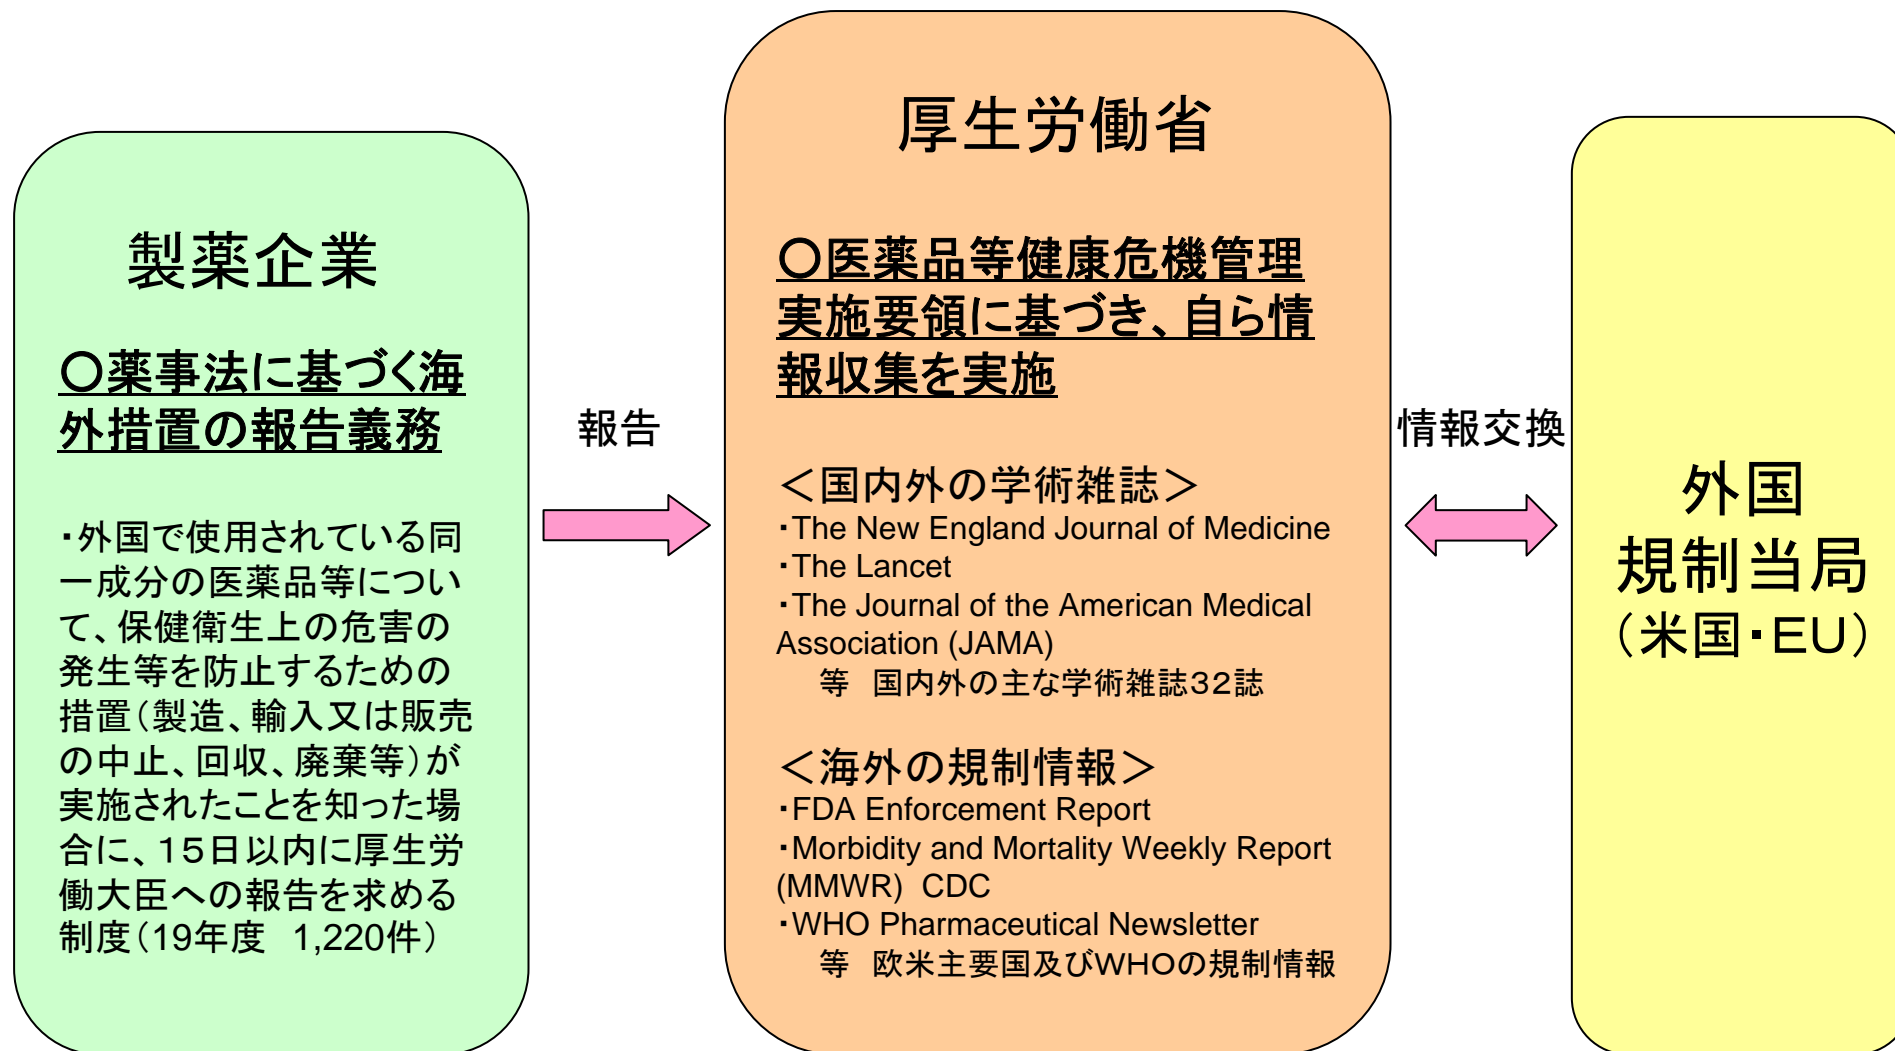 製薬企業
〇薬事法に基づく海
外措置の報告義務
・外国で使用されている同
一成分の医薬品等につい
て、保健衛生上の危害の
発生等を防止するための
措置（製造、輸入又は販売
の中止、回収、廃棄等）が
実施されたことを知った場
合に、１５日以内に厚生労
働大臣への報告を求める
制度（19年度　1,220件）
報告
厚生労働省
〇医薬品等健康危機管理
実施要領に基づき、自ら情
報収集を実施
＜国内外の学術雑誌＞
・The New England Journal of Medicine
・The Lancet
・The Journal of the American Medical
Association (JAMA)
等　国内外の主な学術雑誌３２誌
＜海外の規制情報＞
・FDA Enforcement Report
・Morbidity and Mortality Weekly Report
(MMWR)  CDC
・WHO Pharmaceutical Newsletter
等　欧米主要国及びＷＨＯの規制情報
情報交換
外国
規制当局
（米国・ＥＵ）